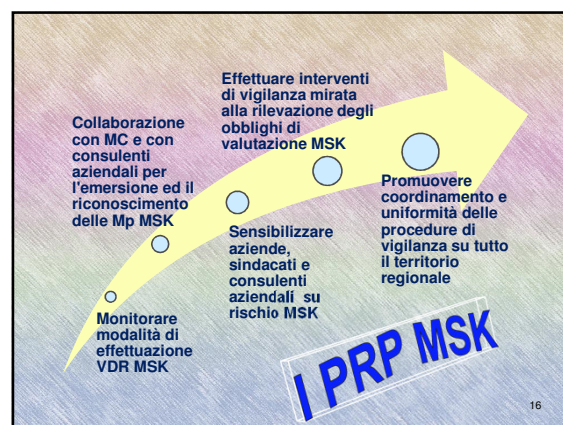 Effettuare interventi
di vigilanza mirata
alla rilevazione degli
obblighi di
valutazione MSK
Collaborazione
con MC e con
consulenti
aziendali per
l'emersione ed il
riconoscimento
delle Mp MSK
Promuovere
coordinamento e
uniformità delle
procedure di
vigilanza su tutto
il territorio
regionale
Sensibilizzare
aziende,
sindacati e
consulenti
aziendali su
rischio MSK
Monitorare
modalità di
effettuazione
VDR MSK
I PRP MSK
16